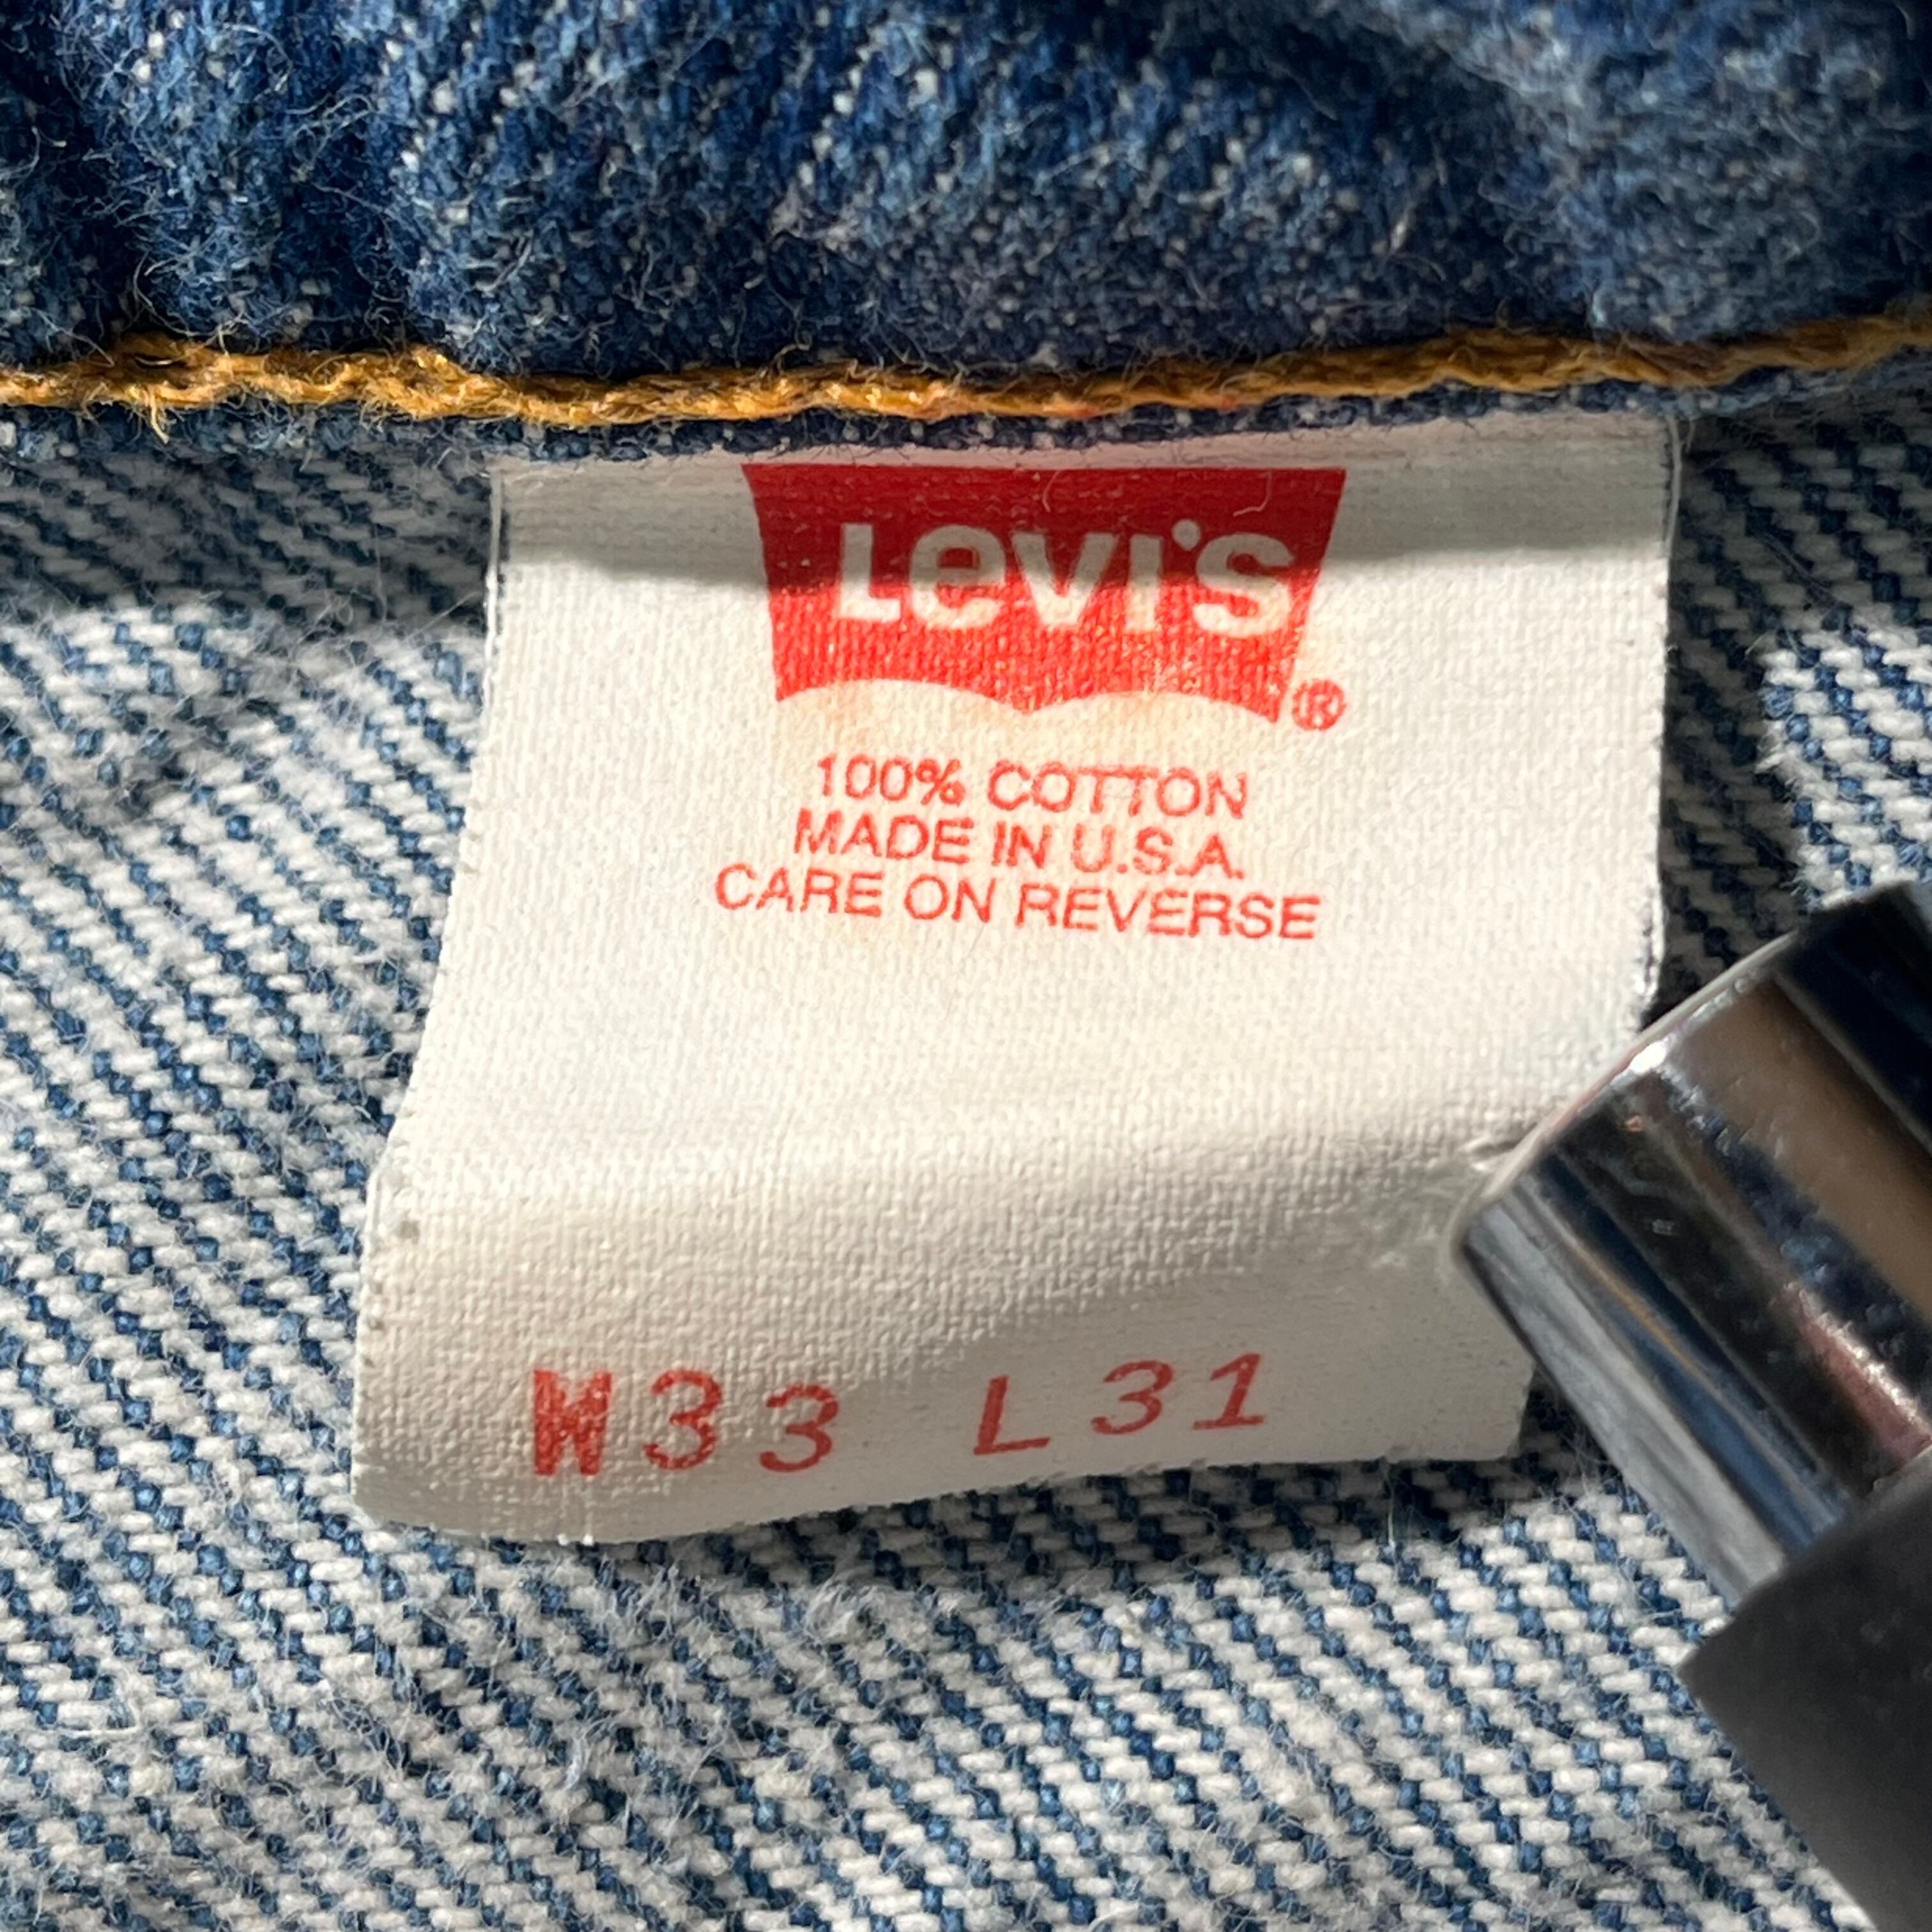 Levi's ®
100% COTTON
MADE IN U.S.A.
CARE ON REVERSE
W33 L31